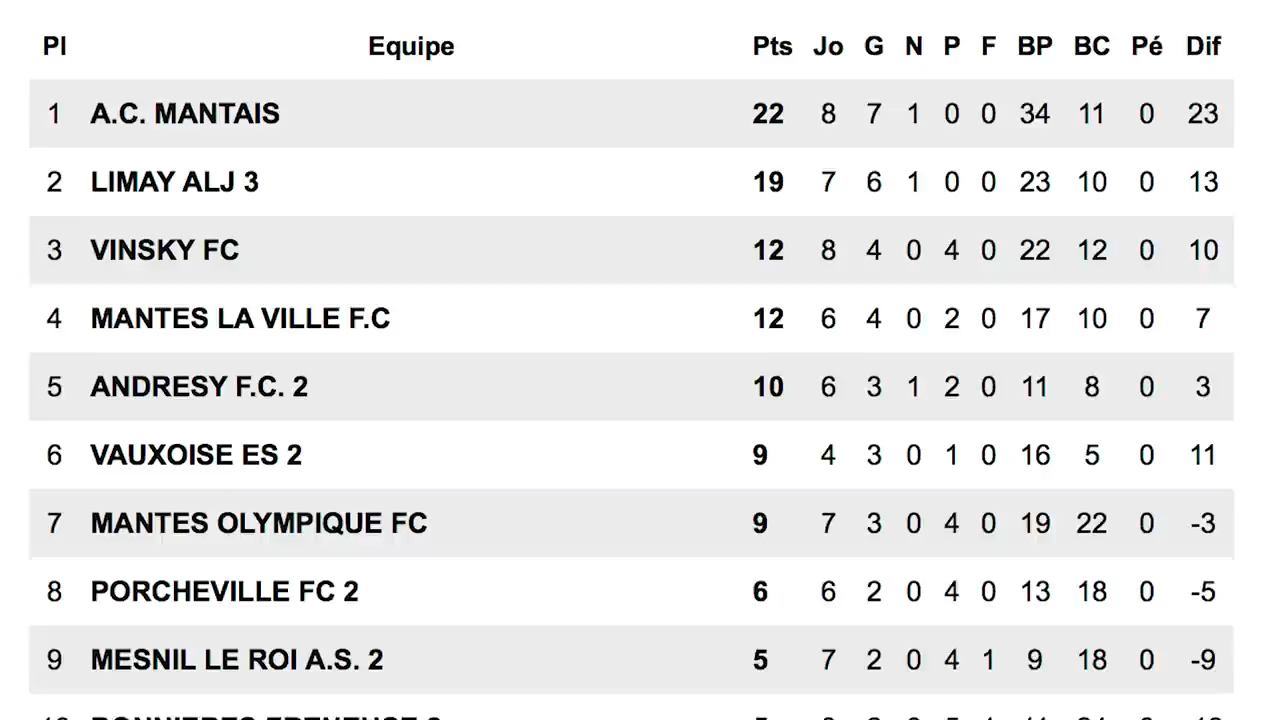 Pl Equipe Pts Jo G N P F BP BC Pé Dif
1 A.C. MANTAIS 22 8 7 1 0 0 34 11 0 23
2 LIMAY ALJ 3 19 7 6 1 0 0 23 10 0 13
3 VINSKY FC 12 8 4 0 4 0 22 12 0 10
4 MANTES LA VILLE F.C 12 6 4 0 2 0 17 10 0 7
5 ANDRESY F.C. 2 10 6 3 1 2 0 11 8 0 3
6 VAUXOISE ES 2 9 4 3 0 1 0 16 5 0 11
7 MANTES OLYMPIQUE FC 9 7 3 0 4 0 19 22 0 -3
8 PORCHEVILLE FC 2 6 6 2 0 4 0 13 18 0 -5
9 MESNIL LE ROI A.S. 2 5 7 2 0 4 1 9 18 0 -9